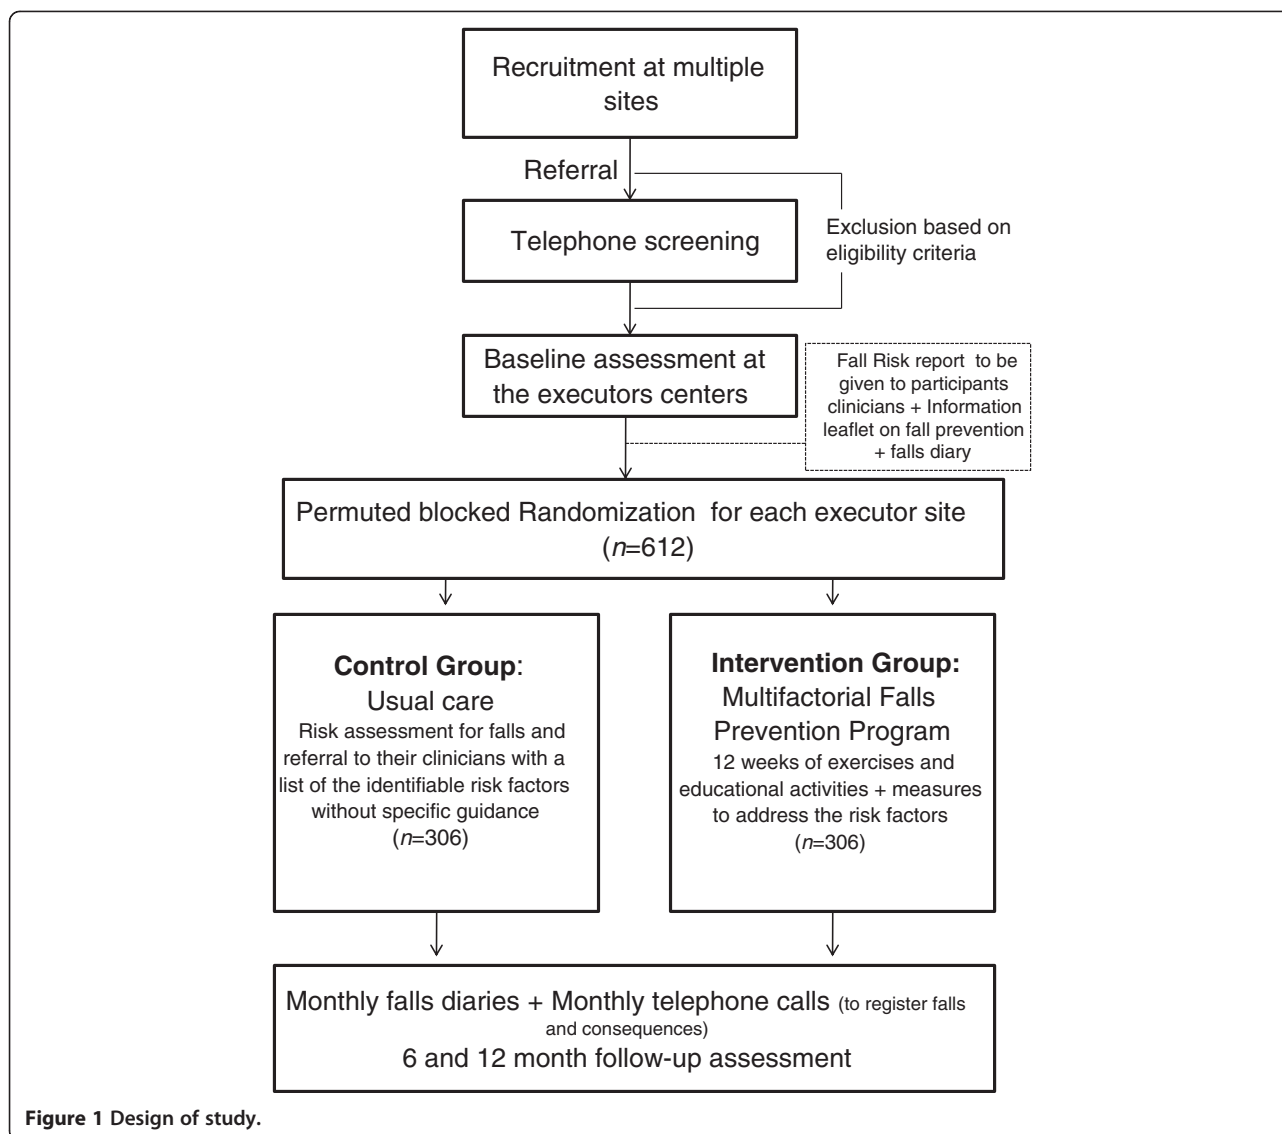 Recruitment at multiple
sites
Referral
Telephone screening
Exclusion based on
eligibility criteria
Baseline assessment at
the executors centers
Fall Risk report to be
given to participants
clinicians + Information
leaflet on fall prevention
+ falls diary
Permuted blocked Randomization for each executor site
(n=612)
Control Group:
Usual care
Risk assessment for falls and
referral to their clinicians with a
list of the identifiable risk factors
without specific guidance
(n=306)
Intervention Group:
Multifactorial Falls
Prevention Program
12 weeks of exercises and
educational activities + measures
to address the risk factors
(n=306)
Monthly falls diaries + Monthly telephone calls (to register falls
and consequences)
6 and 12 month follow-up assessment
Figure 1 Design of study.